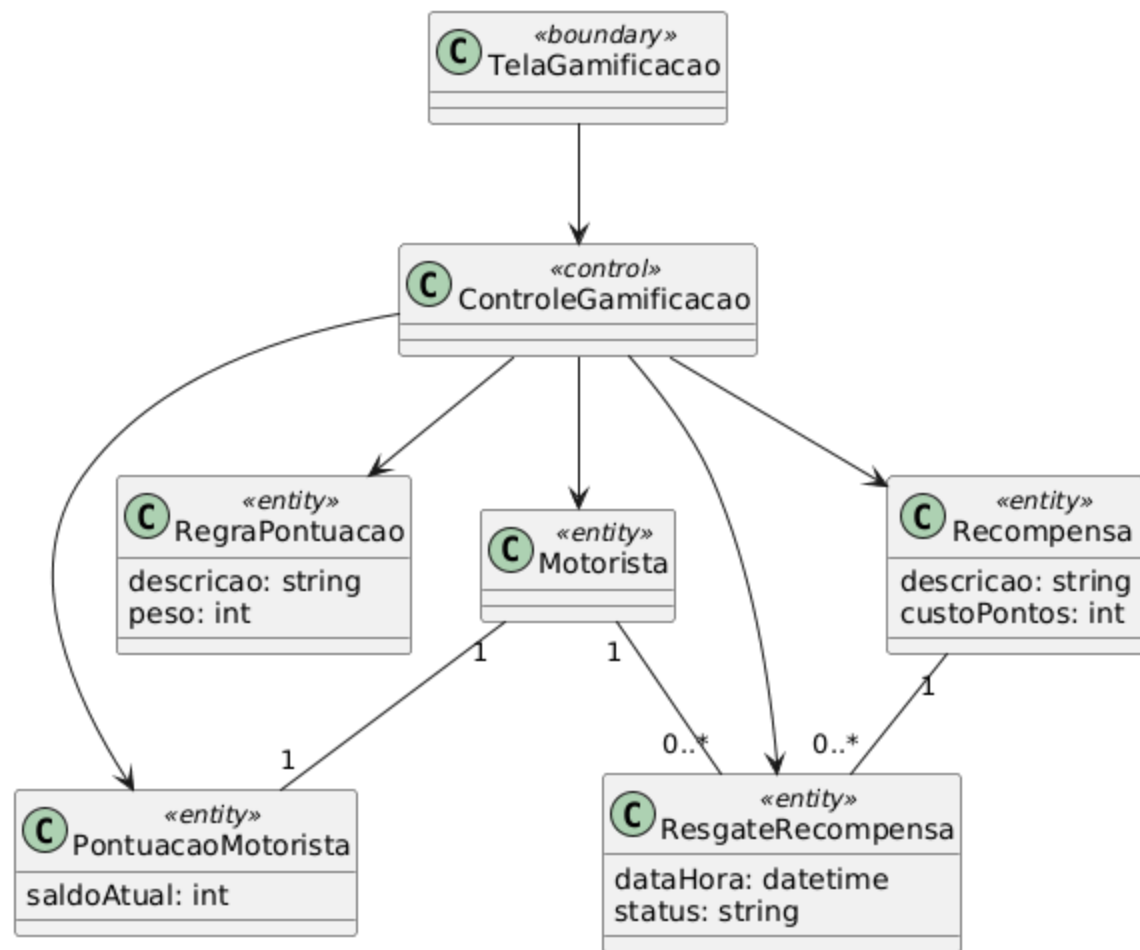 «boundary»
C TelaGamificacao
«control»
C ControleGamificacao
«entity»
C RegraPontuacao
descricao: string
peso: int
«entity»
C Motorista
«entity»
C Recompensa
descricao: string
custoPontos: int
1
1
1
1
0..*
0..*
«entity»
C PontuacaoMotorista
saldoAtual: int
«entity»
C ResgateRecompensa
dataHora: datetime
status: string